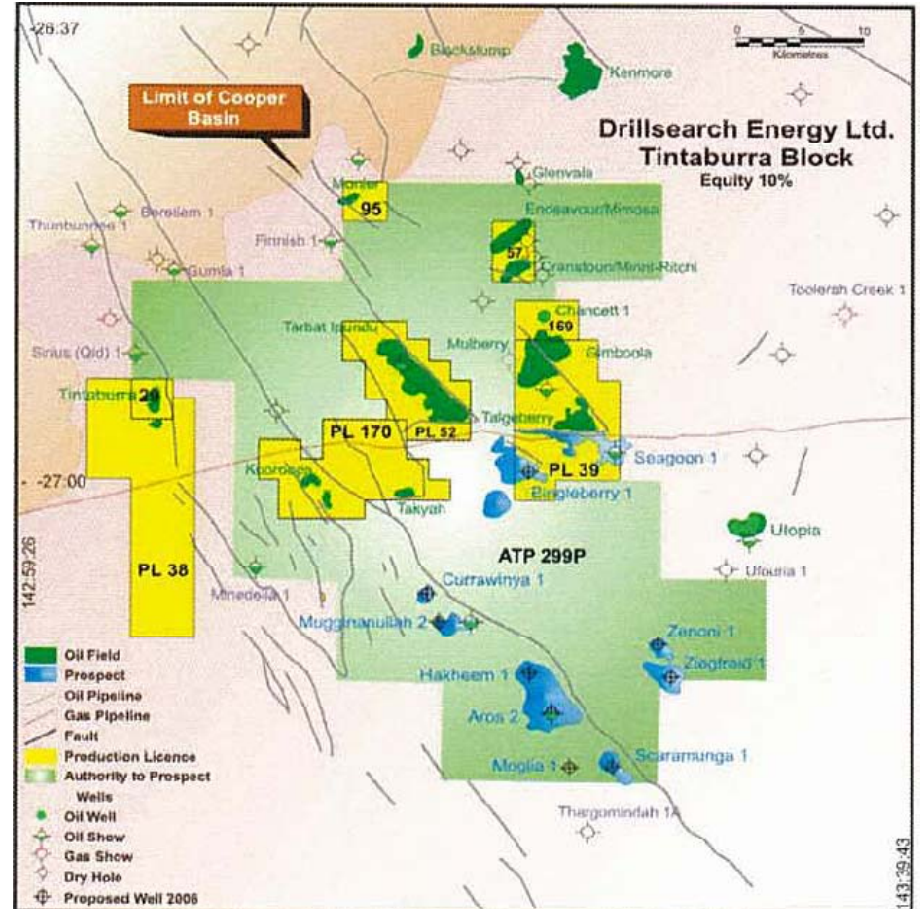 -26:37
Blackstump
0 5 10
Kilometres
Kenmore
Limit of Cooper
Basin
Drillsearch Energy Ltd.
Tintaburra Block
Equity 10%
Glenvale
Monler
95
Endeavour/Mimosa
Berellem 1
Thunbunnee 1
Finnish 1
57
Cranstoun/Minni-Ritchi
Gumla 1
Toolerah Creek 1
Chancett 1
169
Tarbat Ipundu
Mulberry
Gimboola
Sirius (Qld) 1
Tintaburra
29
Talgeberry
PL 170
PL 52
Seagoon 1
Koordeen
PL 39
-27:00
Bingleberry 1
Takyah
Utopia
ATP 299P
142:59:26
PL 38
Ufouria 1
Currawinya 1
Minedella 1
Mugginanullah 2
Zenoni 1
Oil Field
Prospect
Hakheem 1
Ziegfreid 1
Oil Pipeline
Gas Pipeline
Aros 2
Fault
Production Licence
Scaramunga 1
Authority to Prospect
Moglia 1
Wells
Oil Well
Thargomindah 1A
Oil Show
Gas Show
Dry Hole
Proposed Well 2006
143:39:43